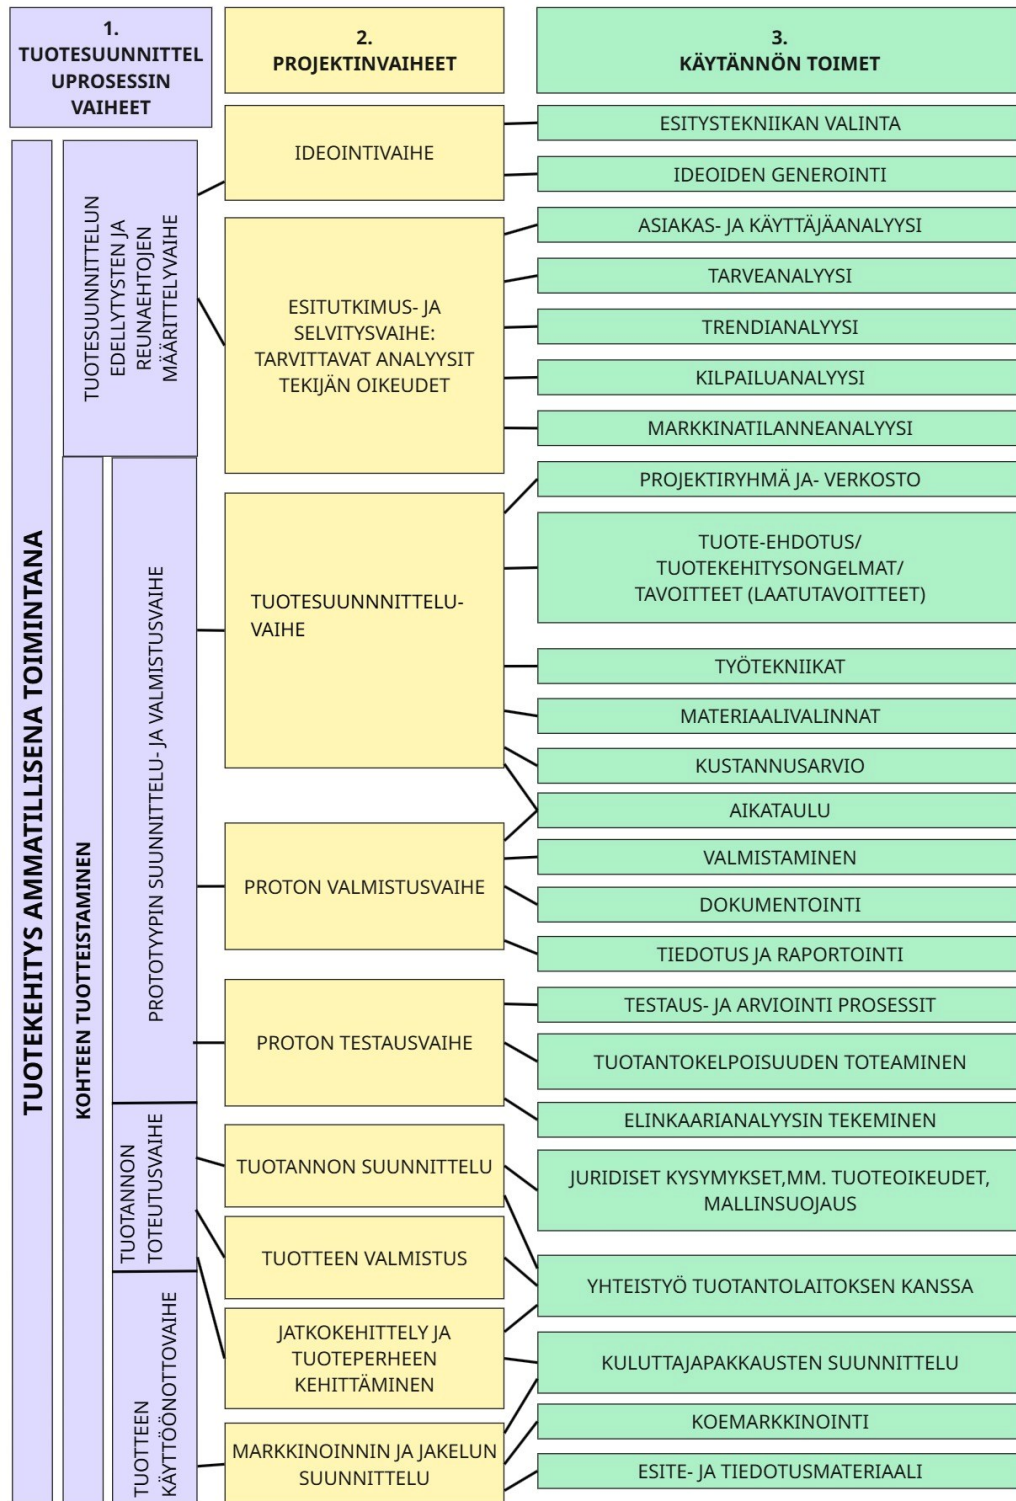 1.
TUOTESUUNNITTEL
UPROSESSIN
VAIHEET
2.
PROJEKTINVAIHEET
3.
KÄYTÄNNÖN TOIMET
TUOTEKEHITYS AMMATILLISENA TOIMINTANA
TUOTESUUNNITTELUN
EDELLYTYSTEN JA
REUNAEHTOJEN
MÄÄRITTELYVAIHE
KOHTEEN TUOTTEISTAMINEN
PROTOTYYPIN SUUNNITTELU- JA VALMISTUSVAIHE
TUOTANNON
TOTEUTUSVAIHE
TUOTTEEN
KÄYTTÖÖNOTTOVAIHE
IDEOINTIVAIHE
ESITUTKIMUS- JA
SELVITYSVAIHE:
TARVITTAVAT ANALYYSIT
TEKIJÄN OIKEUDET
TUOTESUUNNNITTELU-
VAIHE
PROTON VALMISTUSVAIHE
PROTON TESTAUSVAIHE
TUOTANNON SUUNNITTELU
TUOTTEEN VALMISTUS
JATKOKEHITTELY JA
TUOTEPERHEEN
KEHITTÄMINEN
MARKKINOINNIN JA JAKELUN
SUUNNITTELU
ESITYSTEKNIIKAN VALINTA
IDEOIDEN GENEROINTI
ASIAKAS- JA KÄYTTÄJÄANALYYSI
TARVEANALYYSI
TRENDIANALYYSI
KILPAILUANALYYSI
MARKKINATILANNEANALYYSI
PROJEKTIRYHMÄ JA- VERKOSTO
TUOTE-EHDOTUS/
TUOTEKEHITYSONGELMAT/
TAVOITTEET (LAATUTAVOITTEET)
TYÖTEKNIIKAT
MATERIAALIVALINNAT
KUSTANNUSARVIO
AIKATAULU
VALMISTAMINEN
DOKUMENTOINTI
TIEDOTUS JA RAPORTOINTI
TESTAUS- JA ARVIOINTI PROSESSIT
TUOTANTOKELPOISUUDEN TOTEAMINEN
ELINKAARIANALYYSIN TEKEMINEN
JURIDISET KYSYMYKSET,MM. TUOTEOIKEUDET,
MALLINSUOJAUS
YHTEISTYÖ TUOTANTOLAITOKSEN KANSSA
KULUTTAJAPAKKAUSTEN SUUNNITTELU
KOEMARKKINOINTI
ESITE- JA TIEDOTUSMATERIAALI